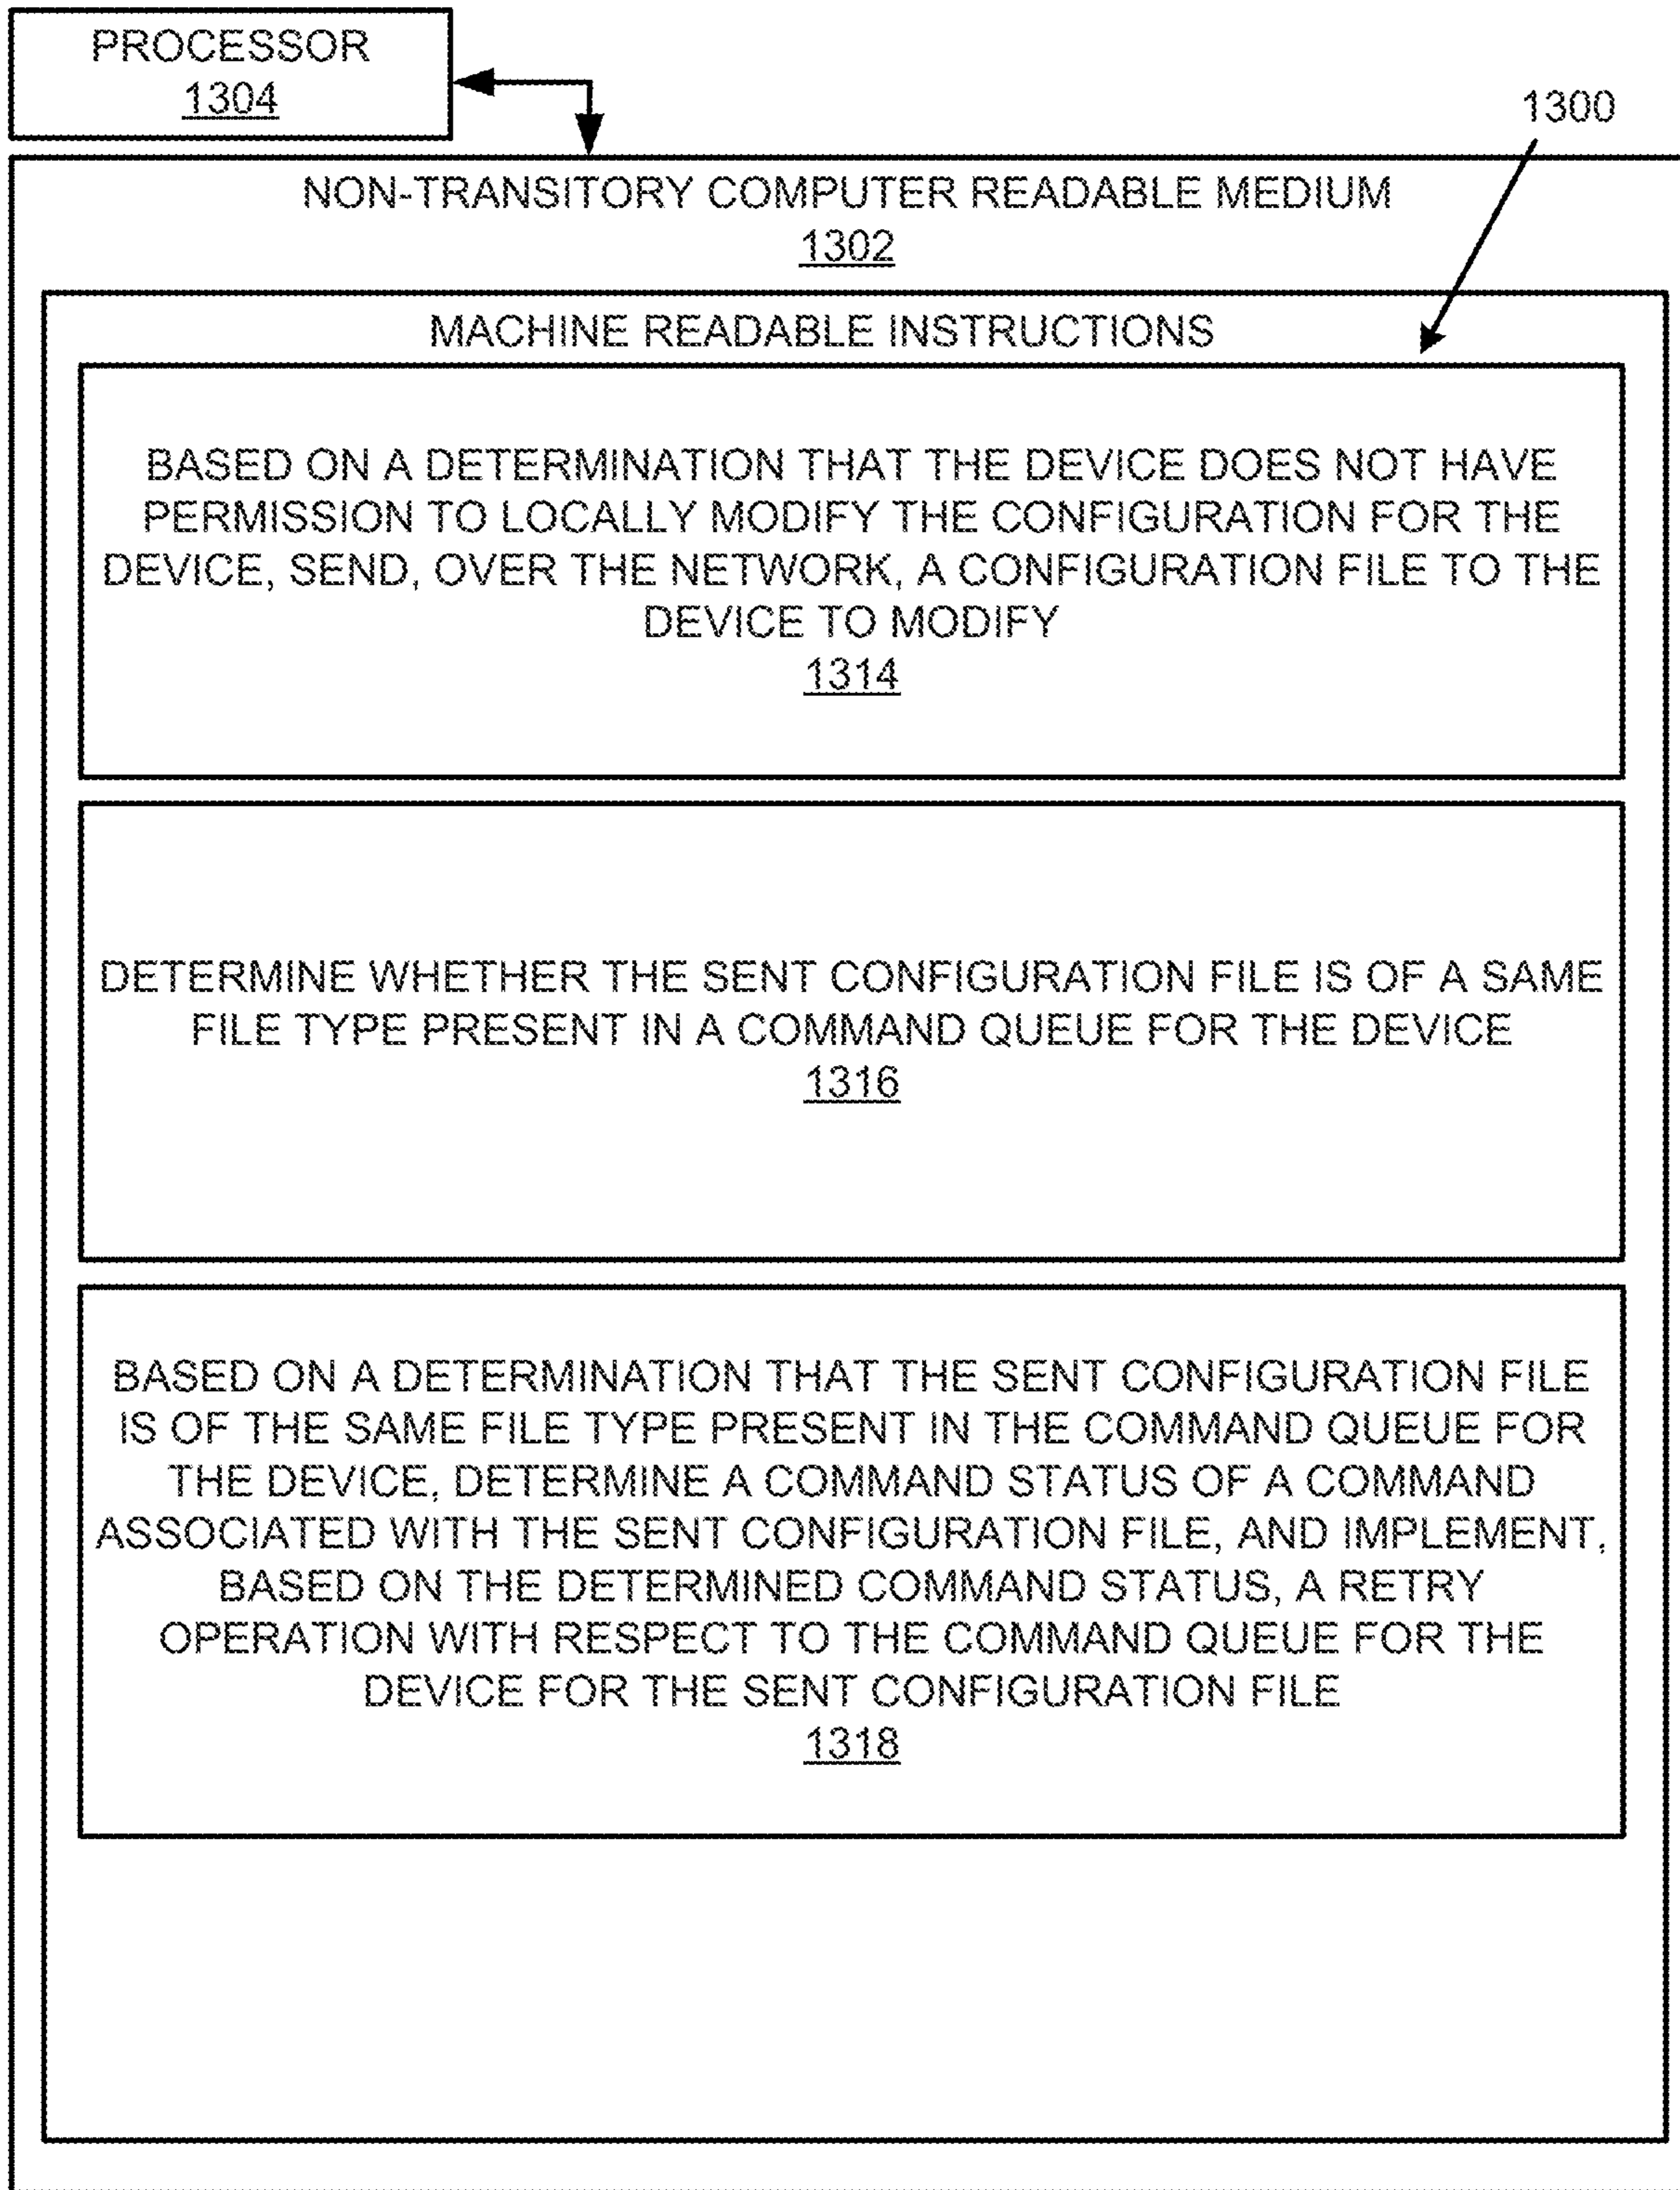 PROCESSOR
1304
1300
NON-TRANSITORY COMPUTER READABLE MEDIUM
1302
MACHINE READABLE INSTRUCTIONS
BASED ON A DETERMINATION THAT THE DEVICE DOES NOT HAVE
PERMISSION TO LOCALLY MODIFY THE CONFIGURATION FOR THE
DEVICE, SEND, OVER THE NETWORK, A CONFIGURATION FILE TO THE
DEVICE TO MODIFY
1314
DETERMINE WHETHER THE SENT CONFIGURATION FILE IS OF A SAME
FILE TYPE PRESENT IN A COMMAND QUEUE FOR THE DEVICE
1316
BASED ON A DETERMINATION THAT THE SENT CONFIGURATION FILE
IS OF THE SAME FILE TYPE PRESENT IN THE COMMAND QUEUE FOR
THE DEVICE, DETERMINE A COMMAND STATUS OF A COMMAND
ASSOCIATED WITH THE SENT CONFIGURATION FILE, AND IMPLEMENT,
BASED ON THE DETERMINED COMMAND STATUS, A RETRY
OPERATION WITH RESPECT TO THE COMMAND QUEUE FOR THE
DEVICE FOR THE SENT CONFIGURATION FILE
1318